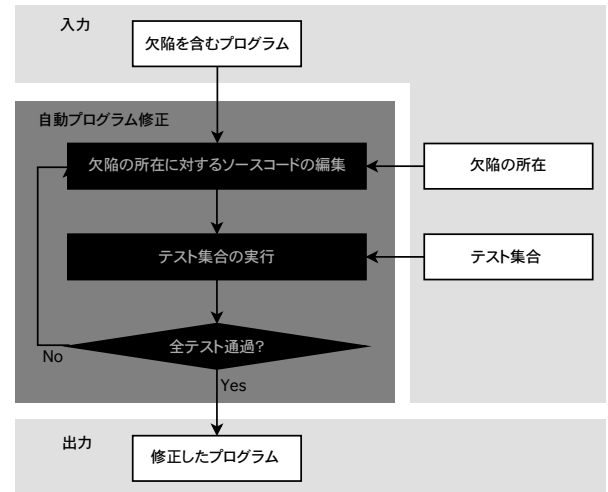 入力
欠陥を含むプログラム
自動プログラム修正
欠陥の所在に対するソースコードの編集
欠陥の所在
テスト集合の実行
テスト集合
全テスト通過?
No
Yes
出力
修正したプログラム